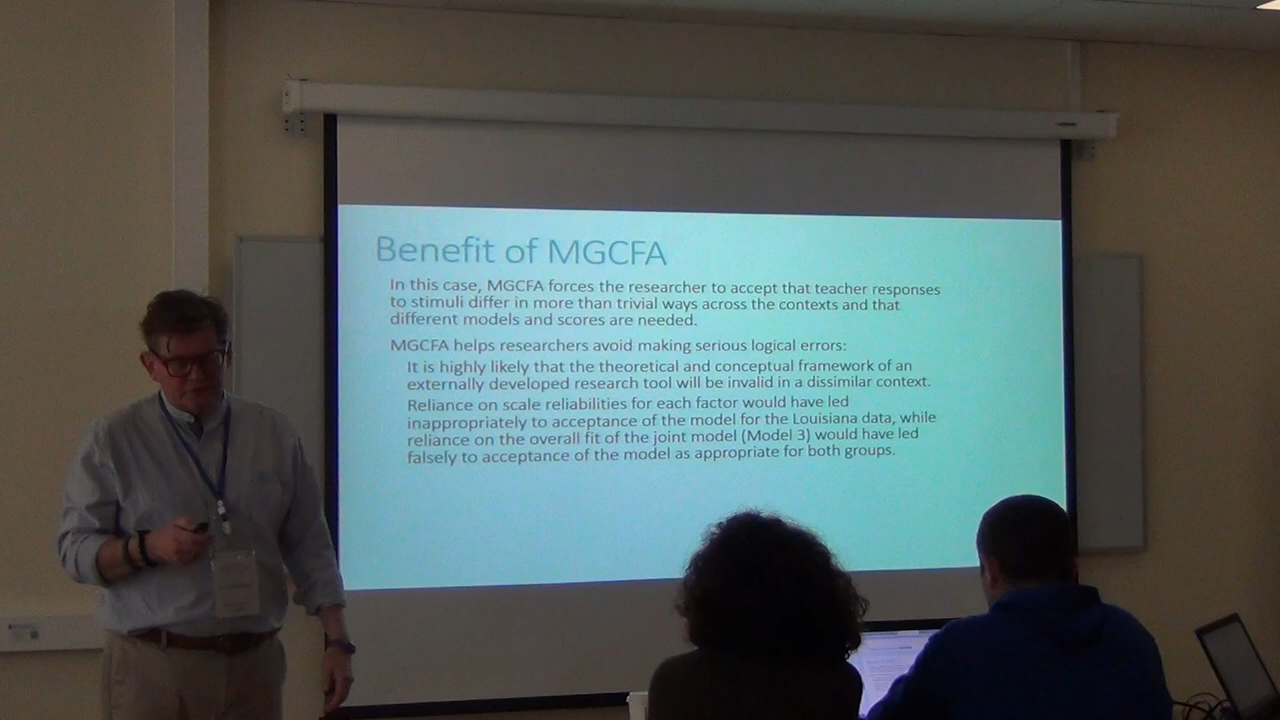 Benefit of MGCFA
In this case, MGCFA forces the researcher to accept that teacher responses
to stimuli differ in more than trivial ways across the contexts and that
different models and scores are needed.
MGCFA helps researchers avoid making serious logical errors:
It is highly likely that the theoretical and conceptual framework of an
externally developed research tool will be invalid in a dissimilar context.
Reliance on scale reliabilities for each factor would have led
inappropriately to acceptance of the model for the Louisiana data, while
reliance on the overall fit of the joint model (Model 3) would have led
falsely to acceptance of the model as appropriate for both groups.